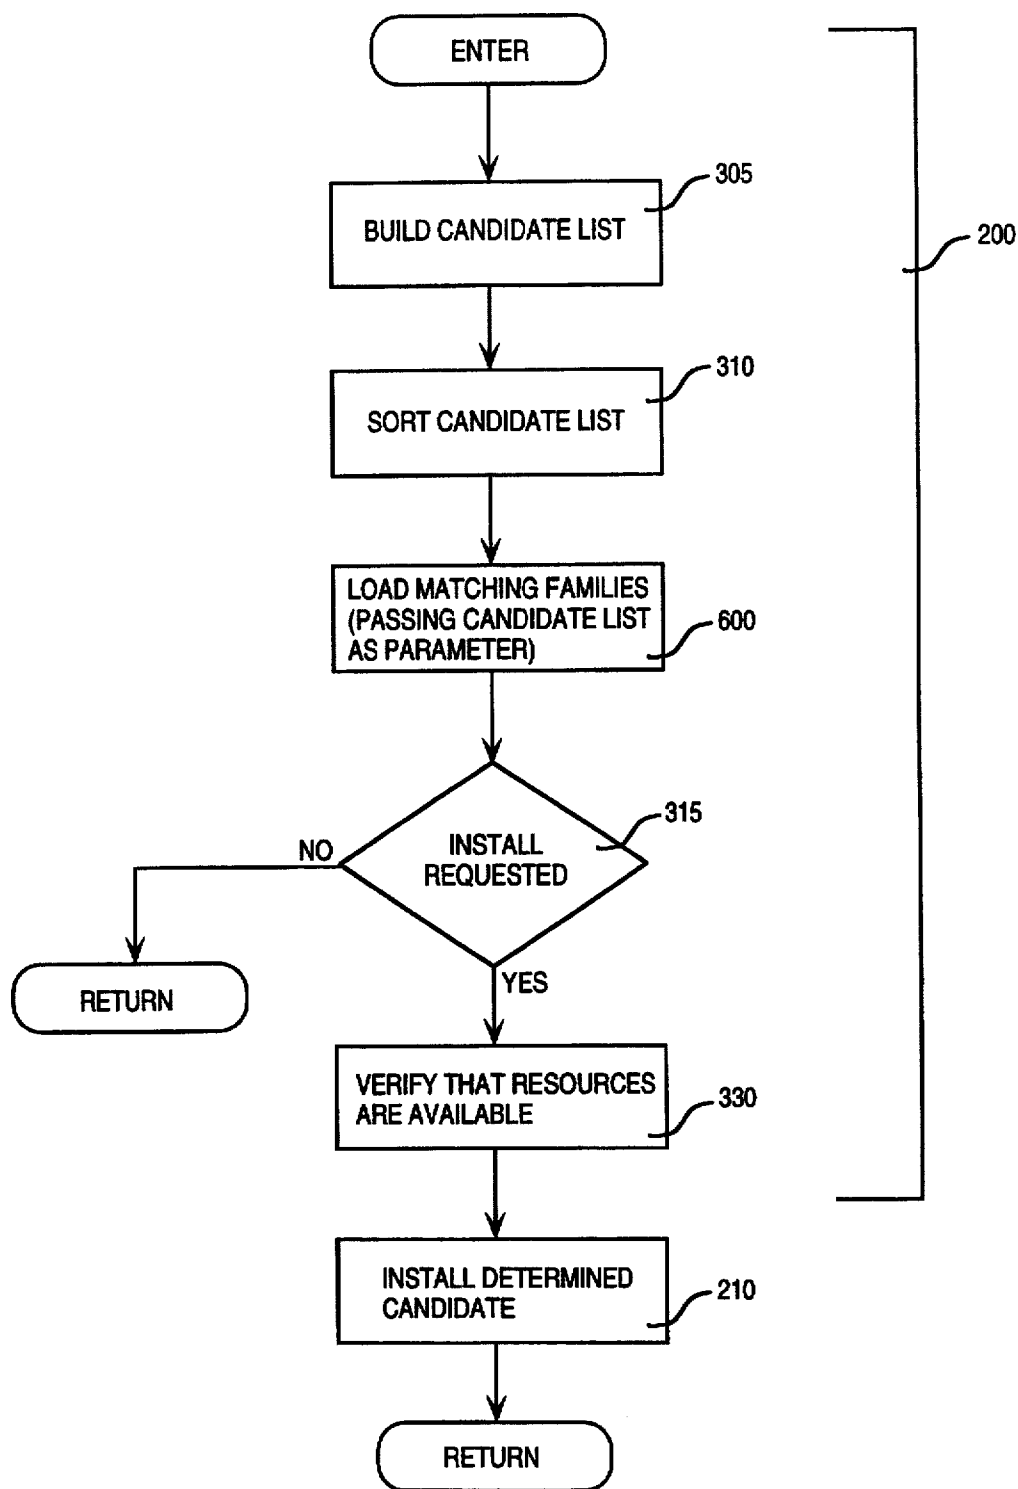 ENTER
305
BUILD CANDIDATE LIST
200
310
SORT CANDIDATE LIST
LOAD MATCHING FAMILIES
(PASSING CANDIDATE LIST
AS PARAMETER)
600
315
INSTALL
REQUESTED
NO
RETURN
YES
VERIFY THAT RESOURCES
ARE AVAILABLE
330
INSTALL DETERMINED
CANDIDATE
210
RETURN